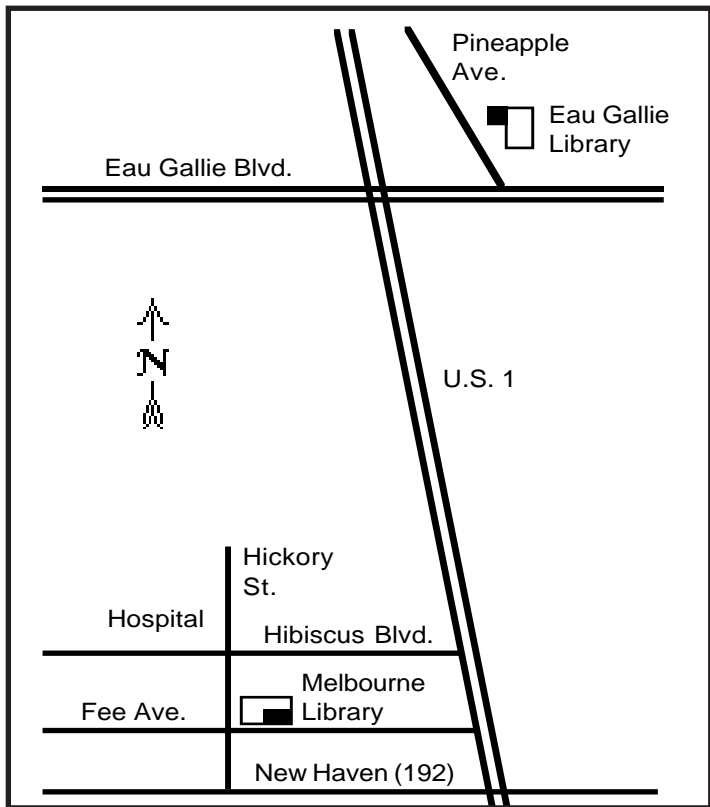 Pineapple
Ave.
Eau Gallie
Library
Eau Gallie Blvd.
N
U.S. 1
Hickory
St.
Hospital
Hibiscus Blvd.
Melbourne
Library
Fee Ave.
New Haven (192)